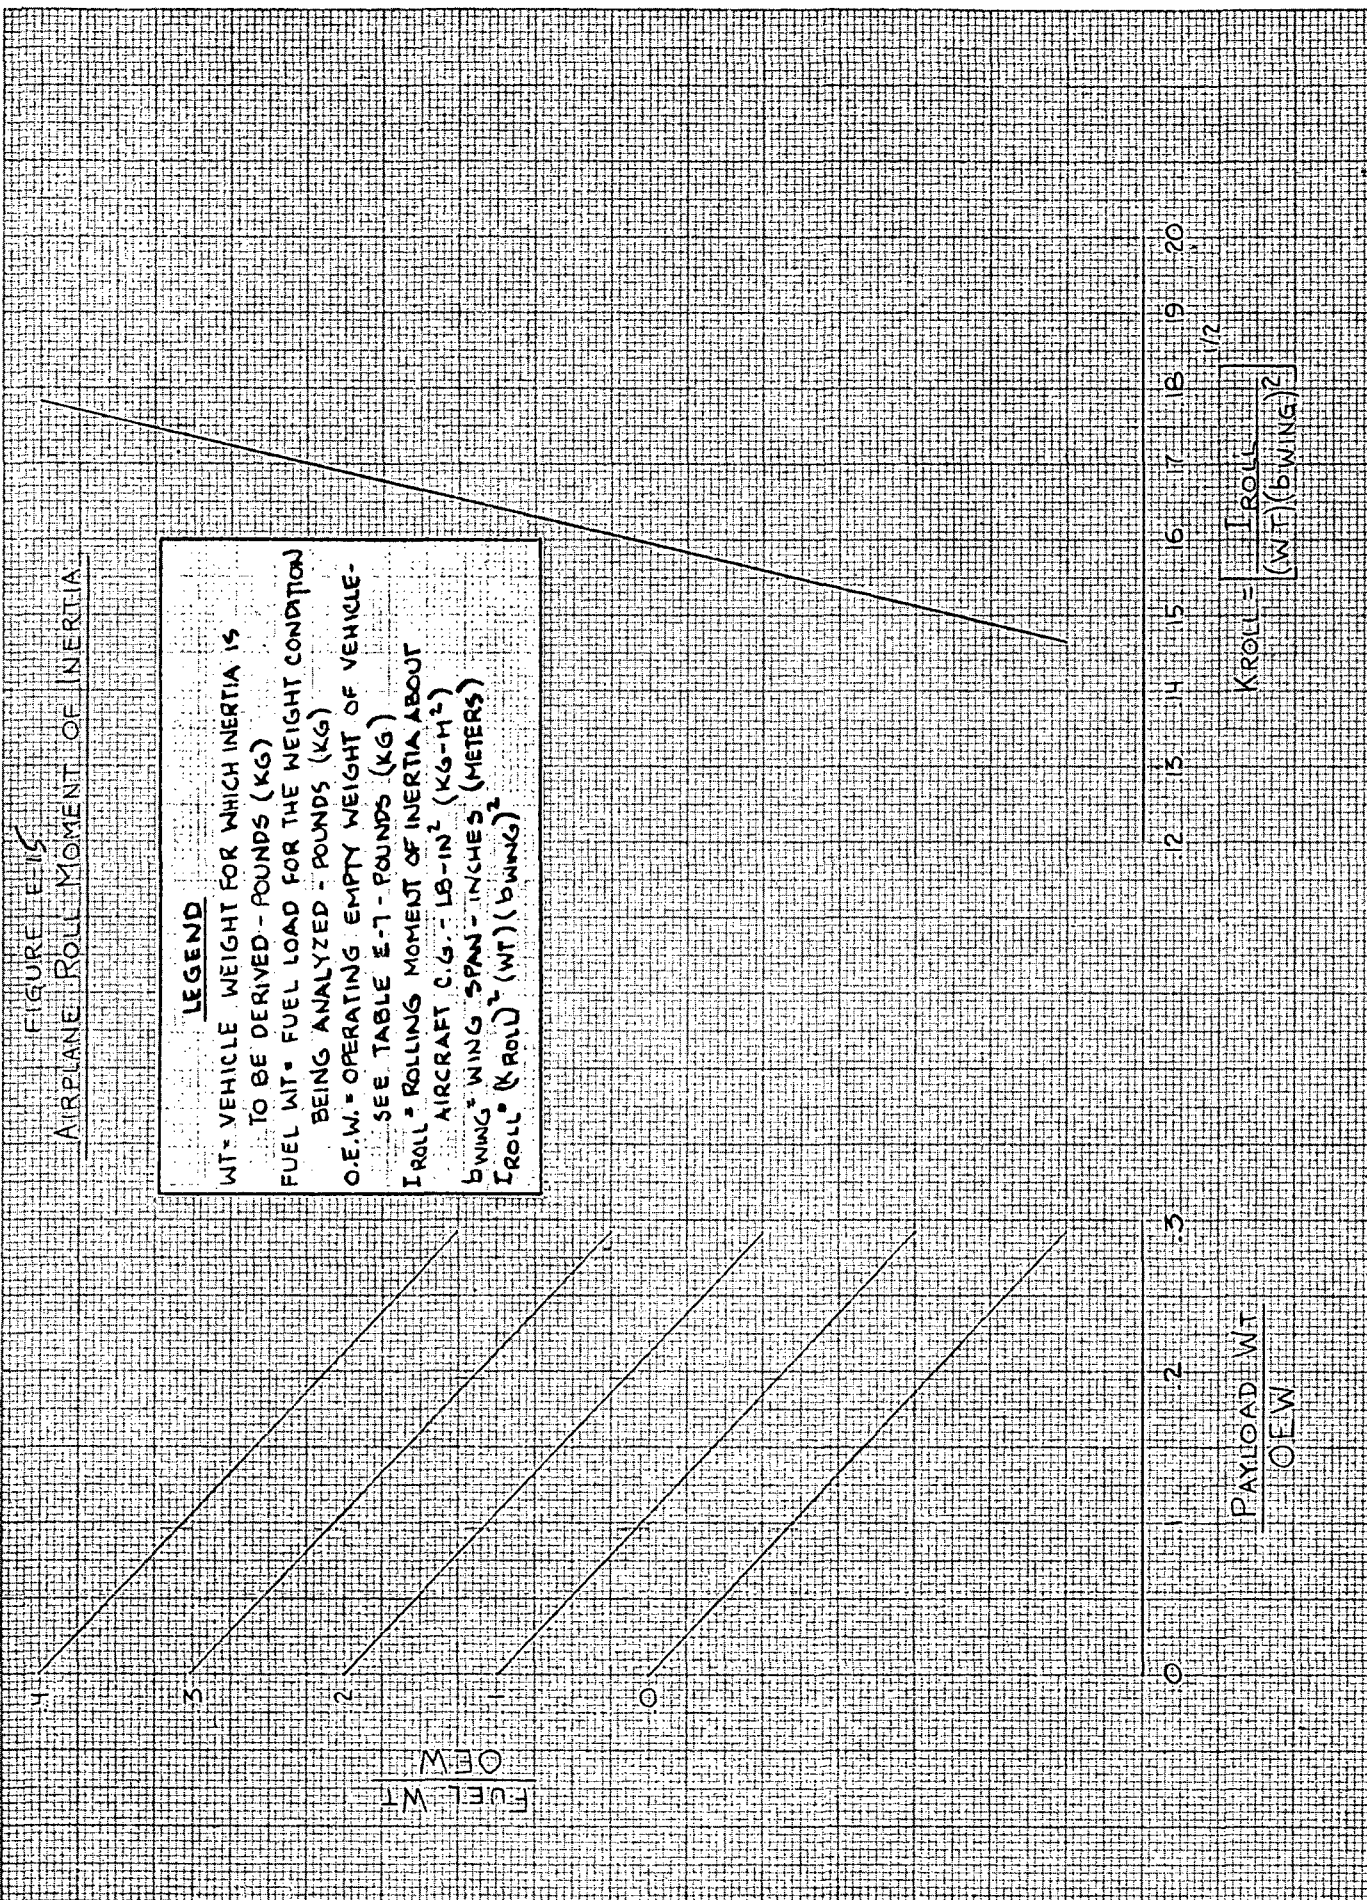 FIGURE E-15
AIRPLANE ROLL MOMENT OF INERTIA
LEGEND
WT = VEHICLE WEIGHT FOR WHICH INERTIA IS
TO BE DERIVED - POUNDS (KG)
FUEL WT = FUEL LOAD FOR THE WEIGHT CONDITION
BEING ANALYZED - POUNDS (KG)
O.E.W. = OPERATING EMPTY WEIGHT OF VEHICLE-
SEE TABLE E-7 - POUNDS (KG)
IROLL = ROLLING MOMENT OF INERTIA ABOUT
AIRCRAFT C.G. - LB-IN² (KG-M²)
bWING = WING SPAN - INCHES (METERS)
IROLL = (KROLL)² (WT) (bWING)²
FUEL WT
OEW
.4
.3
.2
.1
0
0 .1 .2 .3
PAYLOAD WT
OEW
.12 .13 .14 .15 .16 .17 .18 .19 .20
KROLL = [IROLL
(WT)(bWING)²] 1/2